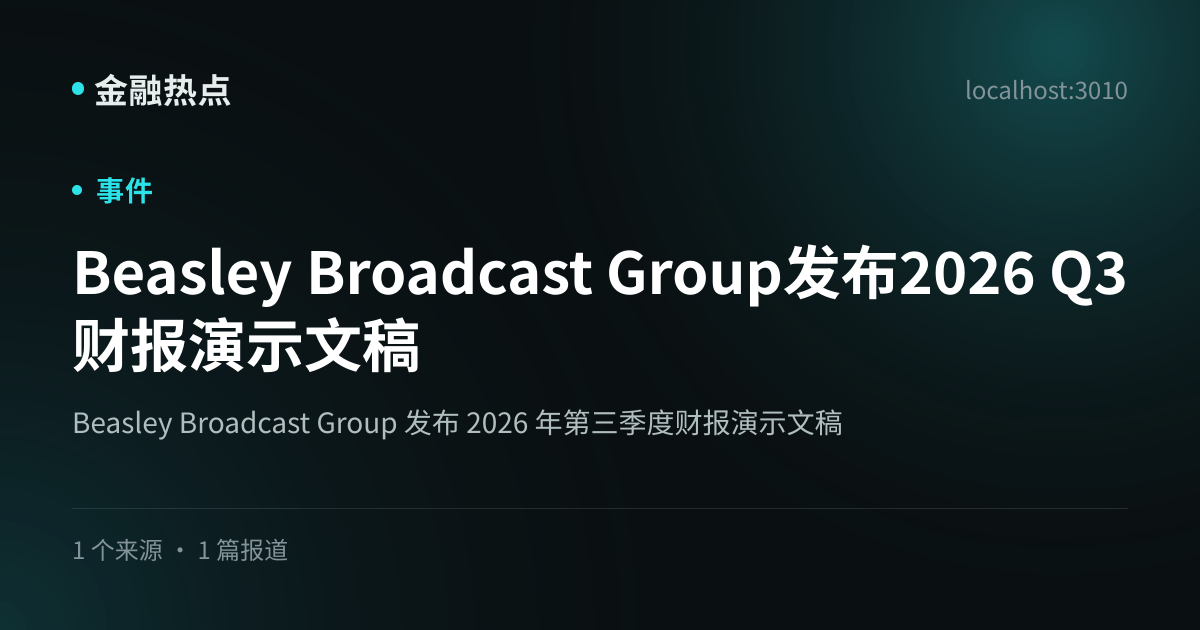 金融热点
localhost:3010
事件
Beasley Broadcast Group发布2026 Q3
财报演示文稿
Beasley Broadcast Group 发布 2026 年第三季度财报演示文稿
1 个来源 · 1 篇报道